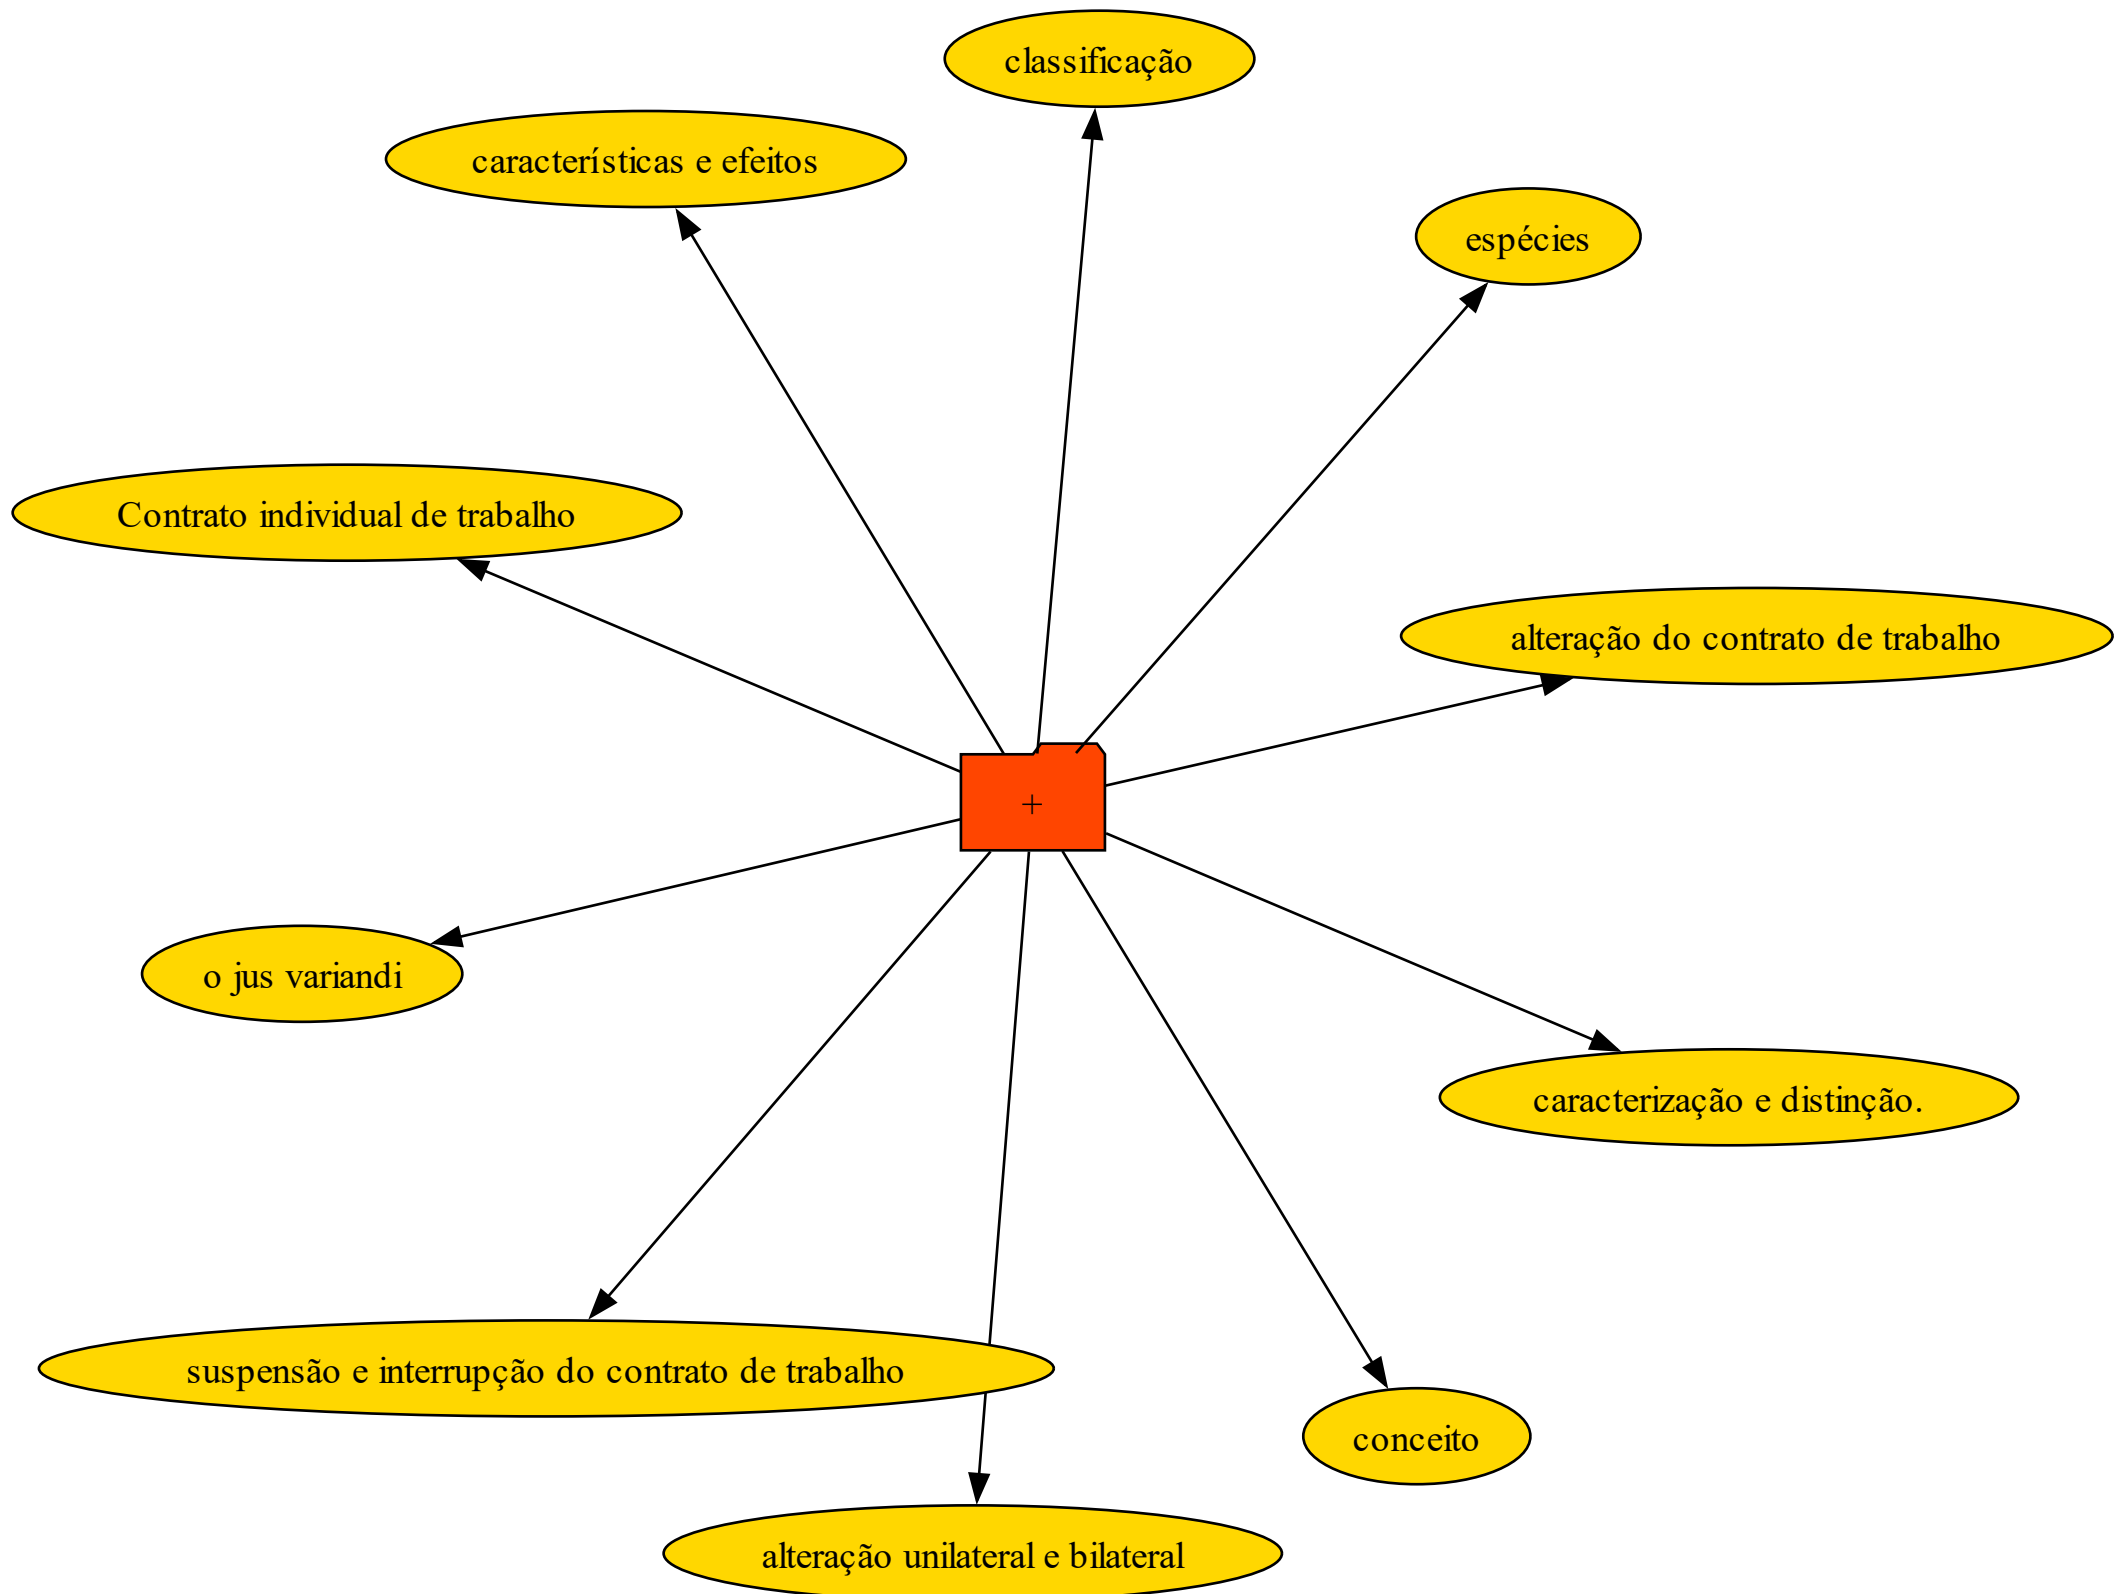 classificação
características e efeitos
espécies
Contrato individual de trabalho
alteração do contrato de trabalho
+
o jus variandi
caracterização e distinção.
suspensão e interrupção do contrato de trabalho
conceito
alteração unilateral e bilateral